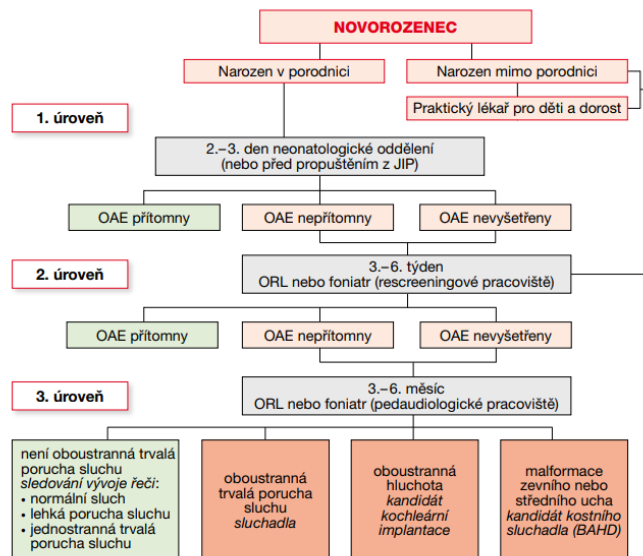 NOVOROZENEC
Narozen v porodnici
Narozen mimo porodnici
Praktický lékař pro děti a dorost
1. úroveň
2.–3. den neonatologické oddělení
(nebo před propuštěním z JIP)
OAE přítomny
OAE nepřítomny
OAE nevyšetřeny
2. úroveň
3.–6. týden
ORL nebo foniatr (rescreeningové pracoviště)
OAE přítomny
OAE nepřítomny
OAE nevyšetřeny
3. úroveň
3.–6. měsíc
ORL nebo foniatr (pedaudiologické pracoviště)
není oboustranná trvalá
porucha sluchu
sledování vývoje řeči:
• normální sluch
• lehká porucha sluchu
• jednostranná trvalá
porucha sluchu
oboustranná
trvalá porucha
sluchu
sluchadla
oboustranná
hluchota
kandidát
kochleární
implantace
malformace
zevního nebo
středního ucha
kandidát kostního
sluchadla (BAHD)